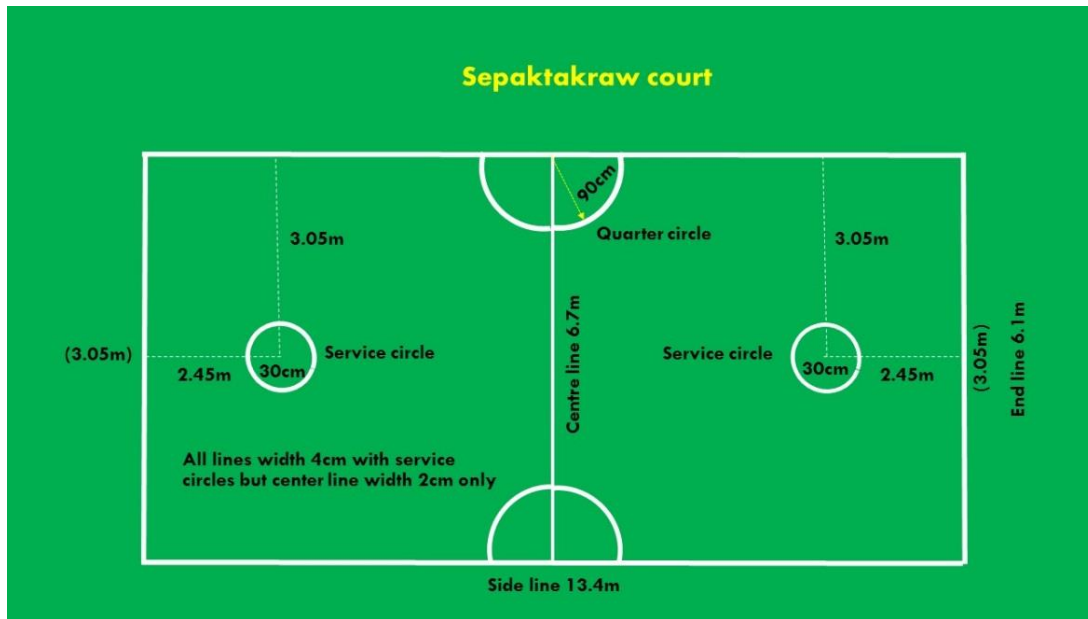 Sepaktakraw court
90cm
Quarter circle
3.05m
3.05m
Centre line 6.7m
(3.05m)
2.45m
30cm
Service circle
Service circle
30cm
2.45m
(3.05m)
End line 6.1m
All lines width 4cm with service
circles but center line width 2cm only
Side line 13.4m